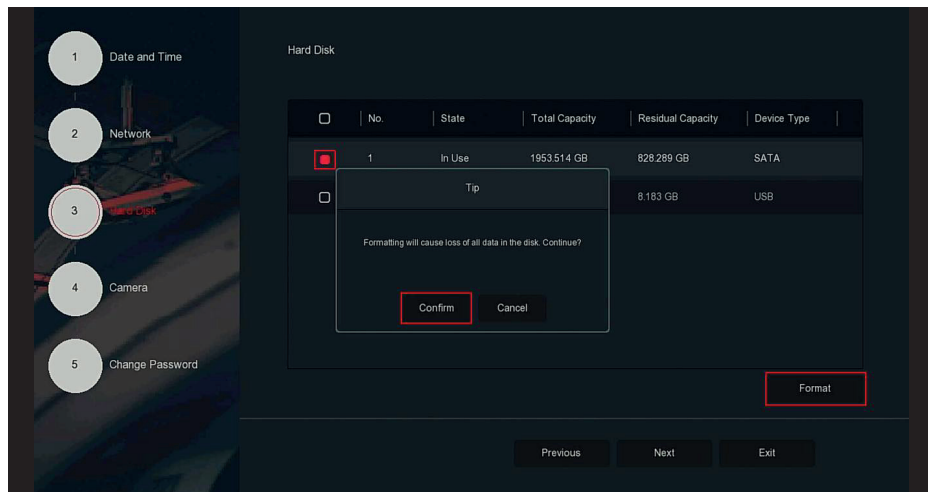 Hard Disk
1 Date and Time
2 Network
3 Hard Disk
4 Camera
5 Change Password
No. State Total Capacity Residual Capacity Device Type
1 In Use 1953.514 GB 828.289 GB SATA
8.183 GB USB
Tip
Formatting will cause loss of all data in the disk. Continue?
Confirm Cancel
Format
Previous Next Exit